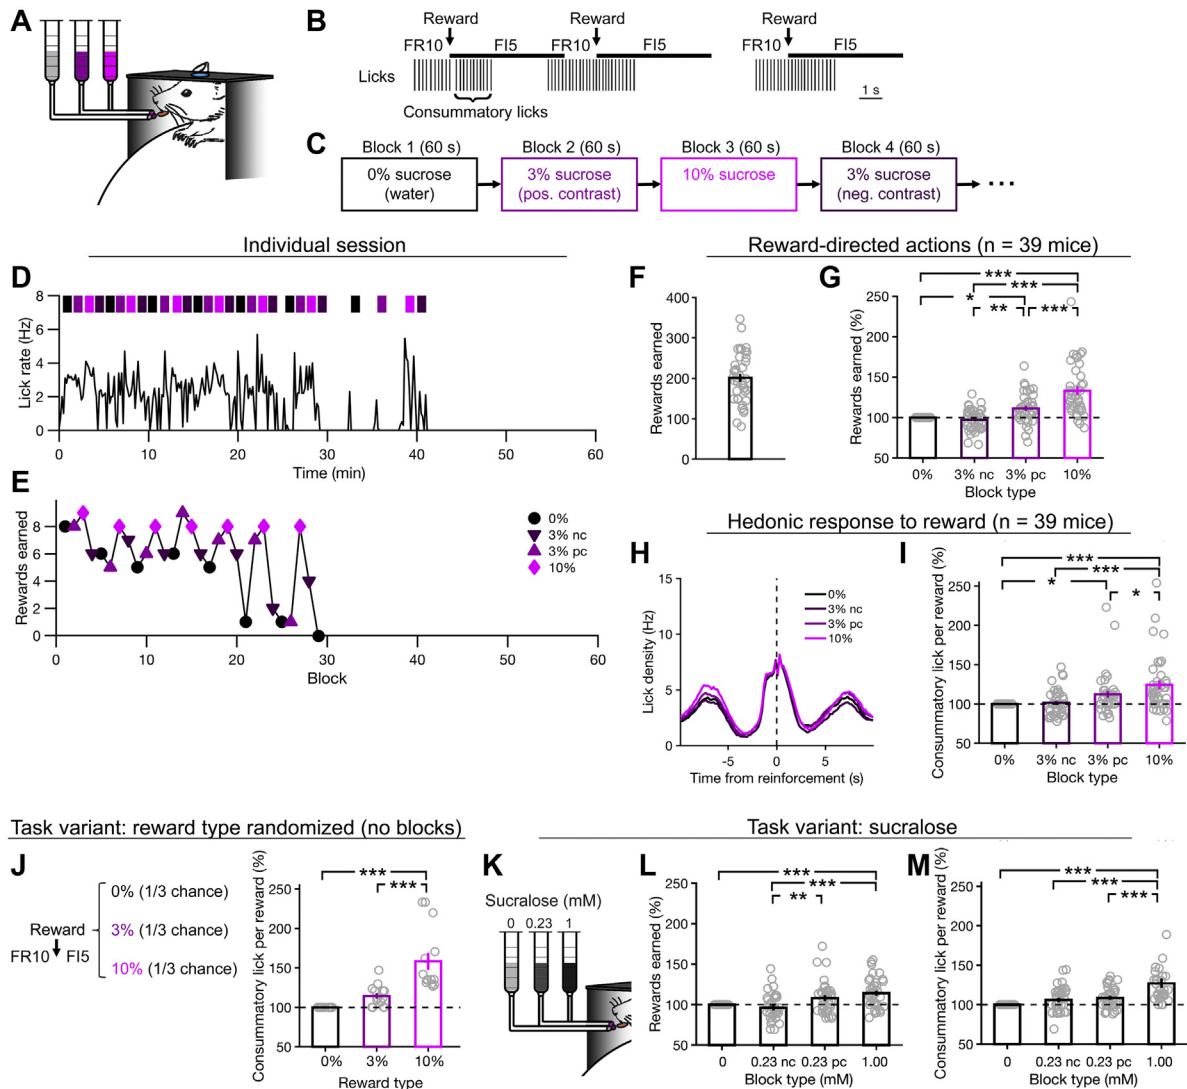 A
B
Reward
Reward
Reward
FR10
FI5
FR10
FI5
FR10
FI5
Licks
Consummatory licks
1 s
C
Block 1 (60 s)
Block 2 (60 s)
Block 3 (60 s)
Block 4 (60 s)
0% sucrose
(water)
3% sucrose
(pos. contrast)
10% sucrose
3% sucrose
(neg. contrast)
...
Individual session
Reward-directed actions (n = 39 mice)
D
Lick rate (Hz)
8
6
4
2
0
0
10
20
30
40
50
60
Time (min)
E
Rewards earned
8
6
4
2
0
0
10
20
30
40
50
60
Block
0%
3% nc
3% pc
10%
F
Rewards earned
400
300
200
100
0
G
Rewards earned (%)
250
200
150
100
50
***
***
*
**
***
0%
3% nc
3% pc
10%
Block type
Hedonic response to reward (n = 39 mice)
H
Lick density (Hz)
15
10
5
0
0%
3% nc
3% pc
10%
-5
0
5
Time from reinforcement (s)
I
Consummatory lick per reward (%)
250
200
150
100
50
***
***
*
*
0%
3% nc
3% pc
10%
Block type
Task variant: reward type randomized (no blocks)
Task variant: sucralose
J
Reward
FR10
FI5
0% (1/3 chance)
3% (1/3 chance)
10% (1/3 chance)
Consummatory lick per reward (%)
250
200
150
100
50
***
***
0%
3%
10%
Reward type
K
Sucralose (mM)
0
0.23
1
L
Rewards earned (%)
250
200
150
100
50
***
***
**
0
0.23 nc
0.23 pc
1.00
Block type (mM)
M
Consummatory lick per reward (%)
250
200
150
100
50
***
***
***
0
0.23 nc
0.23 pc
1.00
Block type (mM)